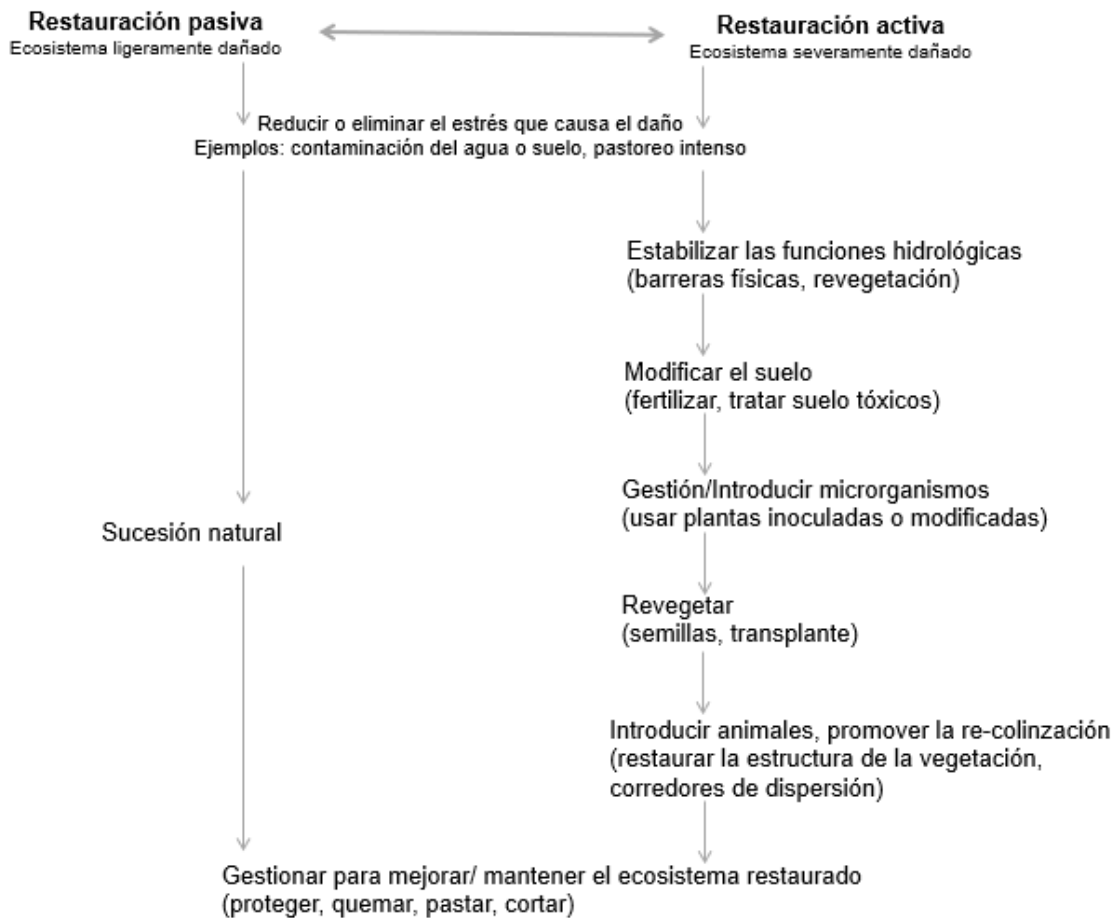 Restauración pasiva
Ecosistema ligeramente dañado
Restauración activa
Ecosistema severamente dañado
Reducir o eliminar el estrés que causa el daño
Ejemplos: contaminación del agua o suelo, pastoreo intenso
Estabilizar las funciones hidrológicas
(barreras físicas, revegetación)
Modificar el suelo
(fertilizar, tratar suelo tóxicos)
Gestión/Introducir microrganismos
(usar plantas inoculadas o modificadas)
Sucesión natural
Revegetar
(semillas, transplante)
Introducir animales, promover la re-colinzación
(restaurar la estructura de la vegetación,
corredores de dispersión)
Gestionar para mejorar/ mantener el ecosistema restaurado
(proteger, quemar, pastar, cortar)